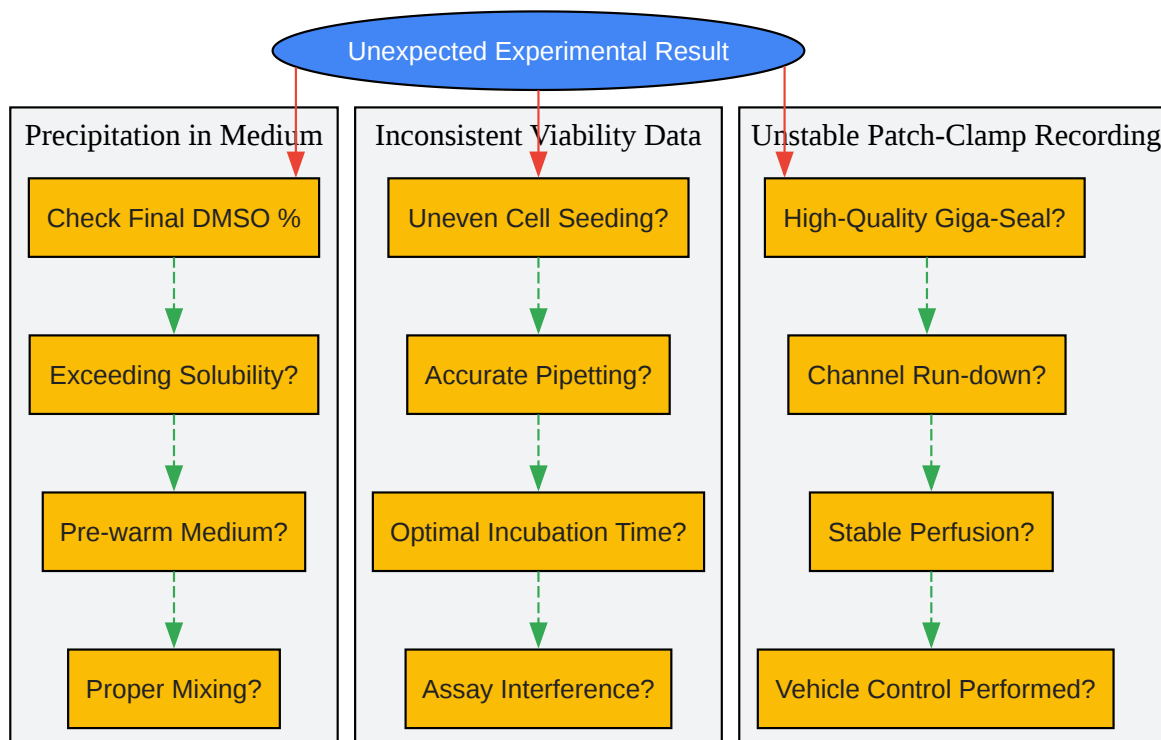 Unexpected Experimental Result
Precipitation in Medium
Check Final DMSO %
Exceeding Solubility?
Pre-warm Medium?
Proper Mixing?
Inconsistent Viability Data
Uneven Cell Seeding?
Accurate Pipetting?
Optimal Incubation Time?
Assay Interference?
Unstable Patch-Clamp Recording
High-Quality Giga-Seal?
Channel Run-down?
Stable Perfusion?
Vehicle Control Performed?